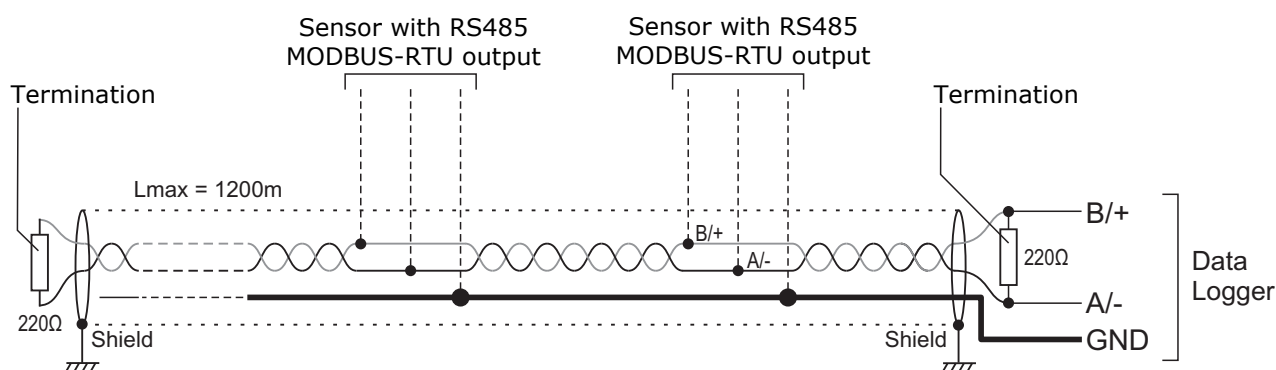 Sensor with RS485
MODBUS-RTU output
Sensor with RS485
MODBUS-RTU output
Termination
Termination
Lmax = 1200m
B/+
B/+
A/-
220Ω
Data
Logger
A/-
220Ω
Shield
Shield
GND